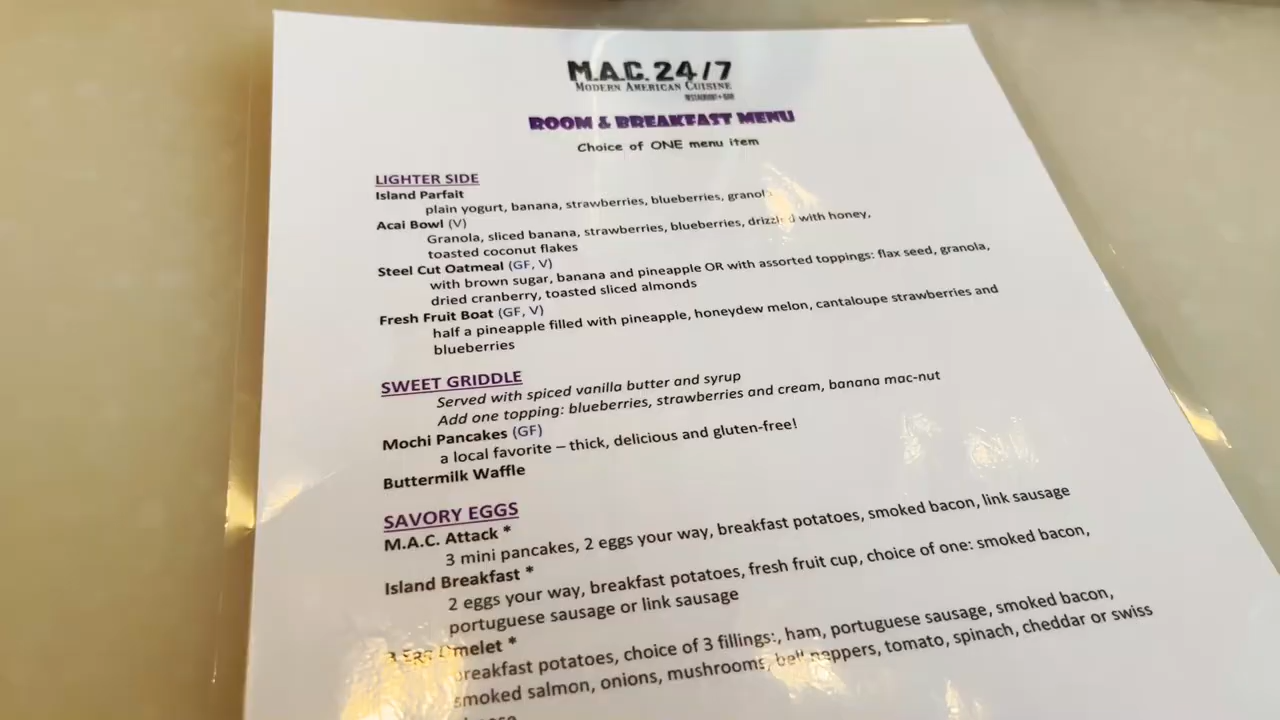 M.A.C. 24/7
MODERN AMERICAN CUISINE
RESTAURANT + BAR
ROOM & BREAKFAST MENU
Choice of ONE menu item
LIGHTER SIDE
Island Parfait
plain yogurt, banana, strawberries, blueberries, granola
Acai Bowl (V)
Granola, sliced banana, strawberries, blueberries, drizzled with honey,
toasted coconut flakes
Steel Cut Oatmeal (GF, V)
with brown sugar, banana and pineapple OR with assorted toppings: flax seed, granola,
dried cranberry, toasted sliced almonds
Fresh Fruit Boat (GF, V)
half a pineapple filled with pineapple, honeydew melon, cantaloupe strawberries and
blueberries
SWEET GRIDDLE
Served with spiced vanilla butter and syrup
Add one topping: blueberries, strawberries and cream, banana mac-nut
Mochi Pancakes (GF)
a local favorite – thick, delicious and gluten-free!
Buttermilk Waffle
SAVORY EGGS
M.A.C. Attack *
3 mini pancakes, 2 eggs your way, breakfast potatoes, smoked bacon, link sausage
Island Breakfast *
2 eggs your way, breakfast potatoes, fresh fruit cup, choice of one: smoked bacon,
portuguese sausage or link sausage
3 Egg Omelet *
breakfast potatoes, choice of 3 fillings:, ham, portuguese sausage, smoked bacon,
smoked salmon, onions, mushrooms, bell peppers, tomato, spinach, cheddar or swiss